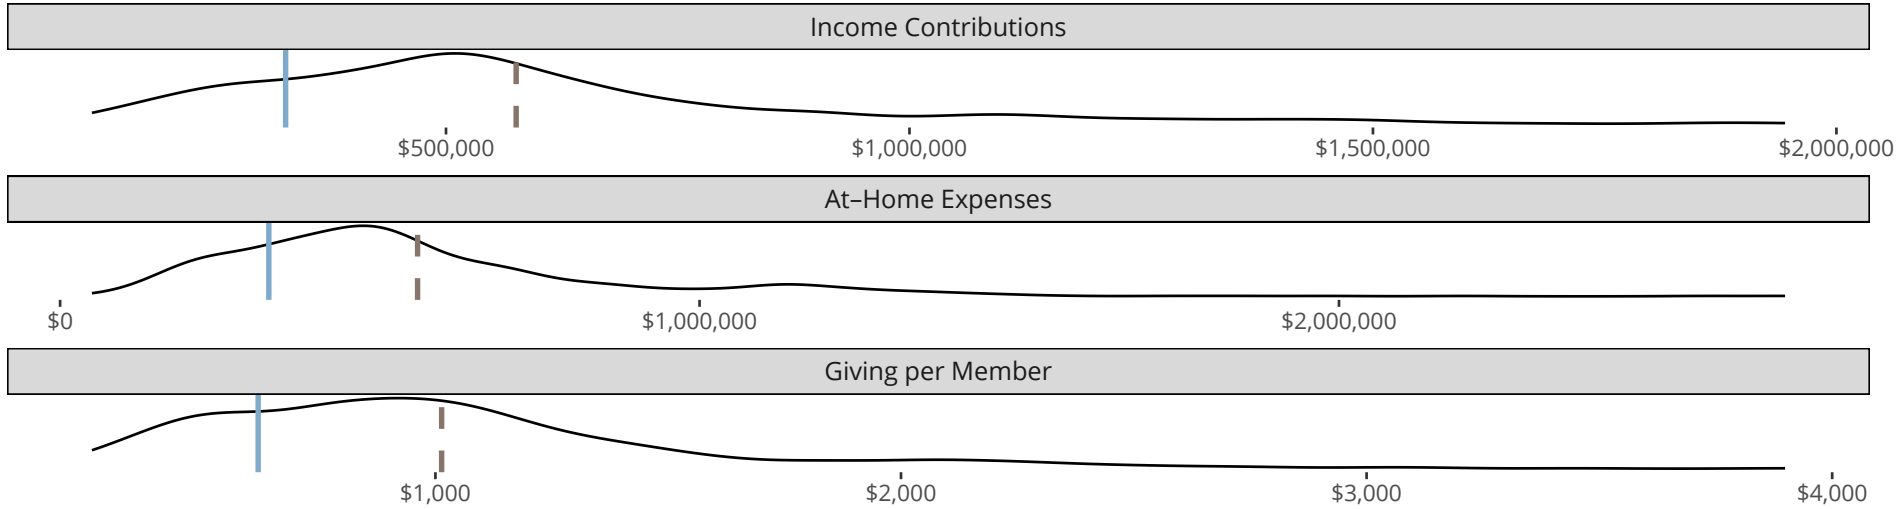 Income Contributions
$500,000 $1,000,000 $1,500,000 $2,000,000
At–Home Expenses
$0 $1,000,000 $2,000,000
Giving per Member
$1,000 $2,000 $3,000 $4,000